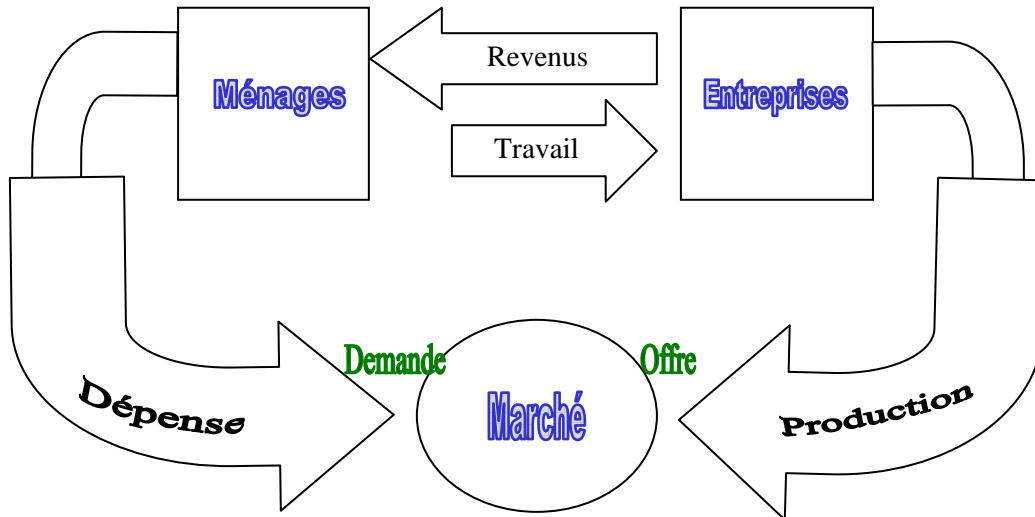 Revenus
Ménages
Entreprises
Travail
Demande
Offre
Dépense
Marché
Production